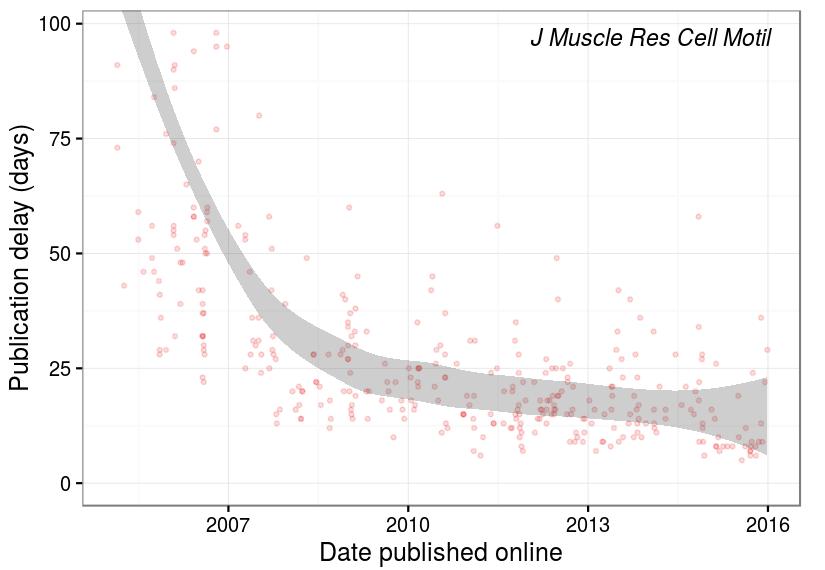 J Muscle Res Cell Motil
100
75
50
25
0
Publication delay (days)
2007 2010 2013 2016
Date published online